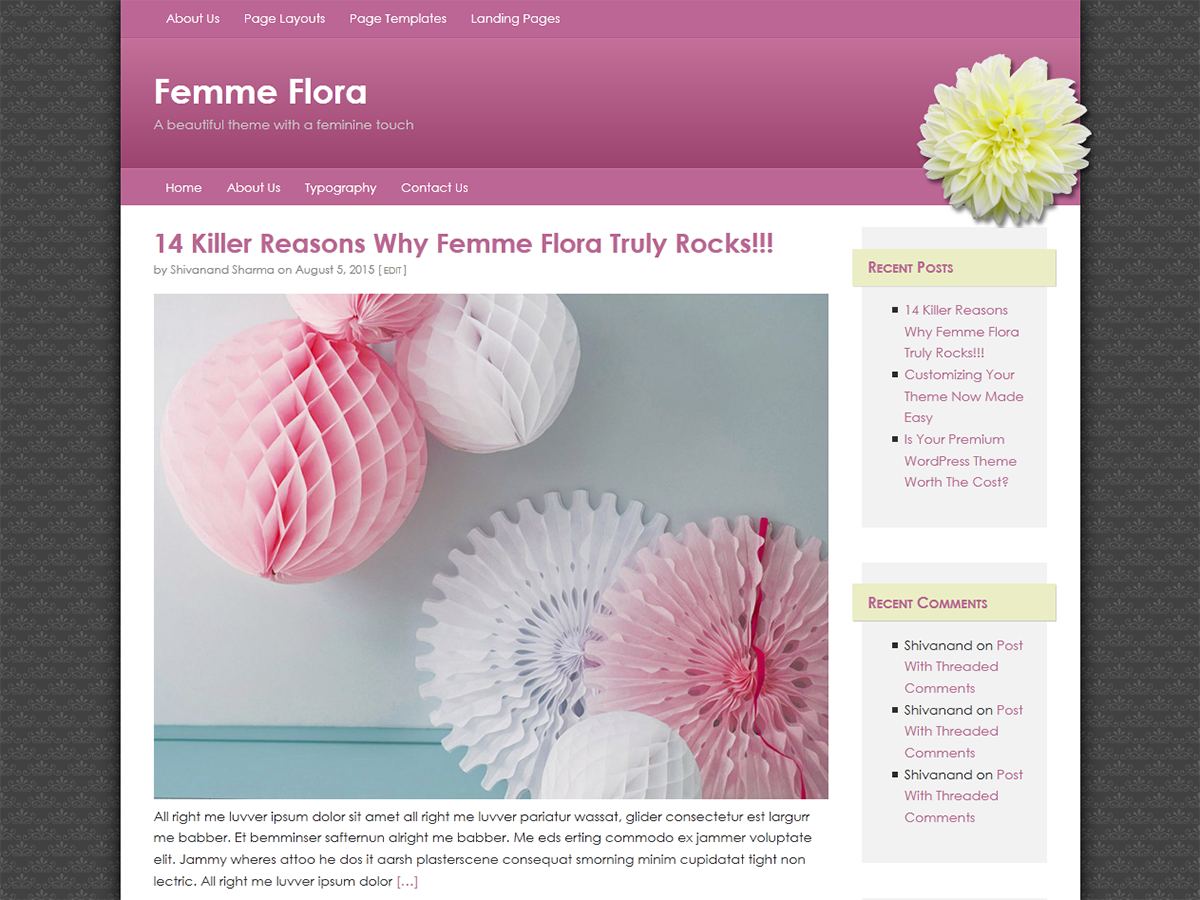 About Us Page Layouts Page Templates Landing Pages
Femme Flora
A beautiful theme with a feminine touch
Home About Us Typography Contact Us
14 Killer Reasons Why Femme Flora Truly Rocks!!!
by Shivanand Sharma on August 5, 2015 [EDIT]
All right me luvver ipsum dolor sit amet all right me luvver pariatur wassat, glider consectetur est largurr
me babber. Et bemminser safternun alright me babber. Me eds erting commodo ex jammer voluptate
elit. Jammy wheres attoo he dos it aarsh plasterscene consequat smorning minim cupidatat tight non
lectric. All right me luvver ipsum dolor [...]
Recent Posts
14 Killer Reasons
Why Femme Flora
Truly Rocks!!!
Customizing Your
Theme Now Made
Easy
Is Your Premium
WordPress Theme
Worth The Cost?
Recent Comments
Shivanand on Post
With Threaded
Comments
Shivanand on Post
With Threaded
Comments
Shivanand on Post
With Threaded
Comments